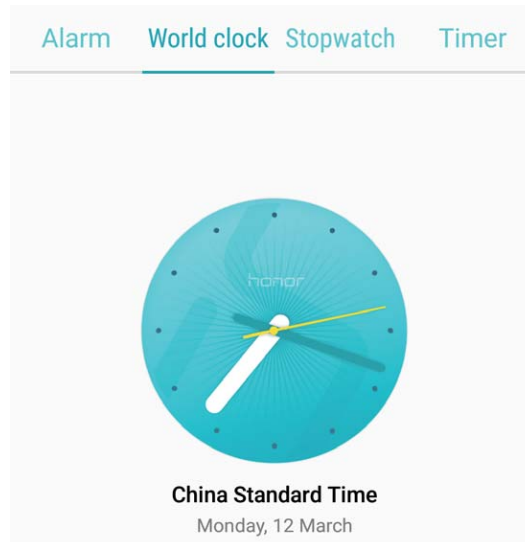 Alarm World clock Stopwatch Timer
honor
China Standard Time
Monday, 12 March